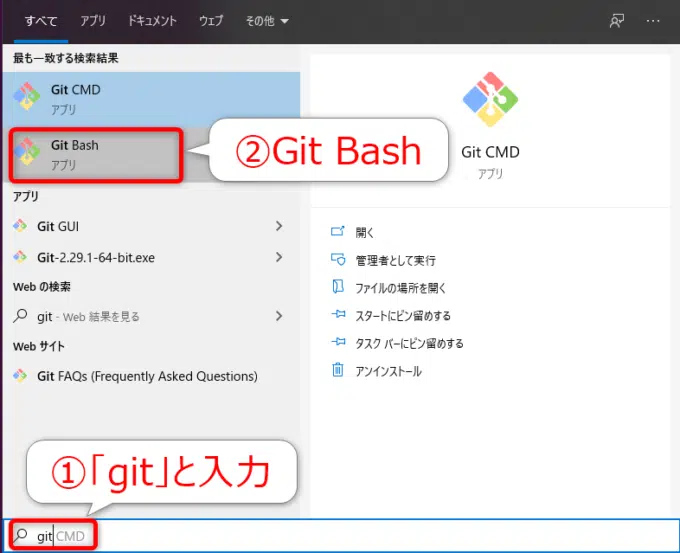 すべて アプリ ドキュメント ウェブ その他
最も一致する検索結果
Git CMD
アプリ
Git Bash
アプリ
②Git Bash
アプリ
Git GUI
Git-2.29.1-64-bit.exe
Web の検索
git - Web 結果を見る
Web サイト
Git FAQs (Frequently Asked Questions)
Git CMD
アプリ
開く
管理者として実行
ファイルの場所を開く
スタートにピン留めする
タスク バーにピン留めする
アンインストール
①「git」と入力
git CMD